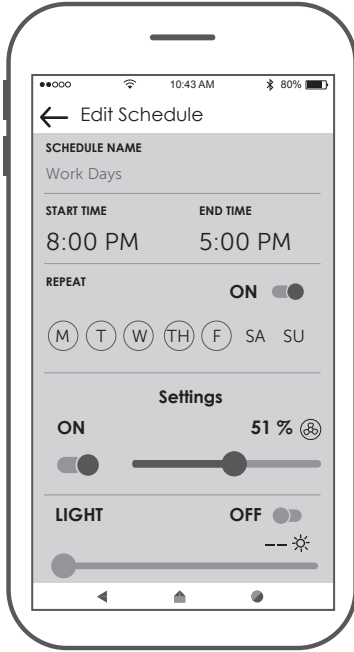 10:43 AM 80%
Edit Schedule
SCHEDULE NAME
Work Days
START TIME END TIME
8:00 PM 5:00 PM
REPEAT
ON
M T W TH F SA SU
Settings
ON 51 %
LIGHT OFF
--